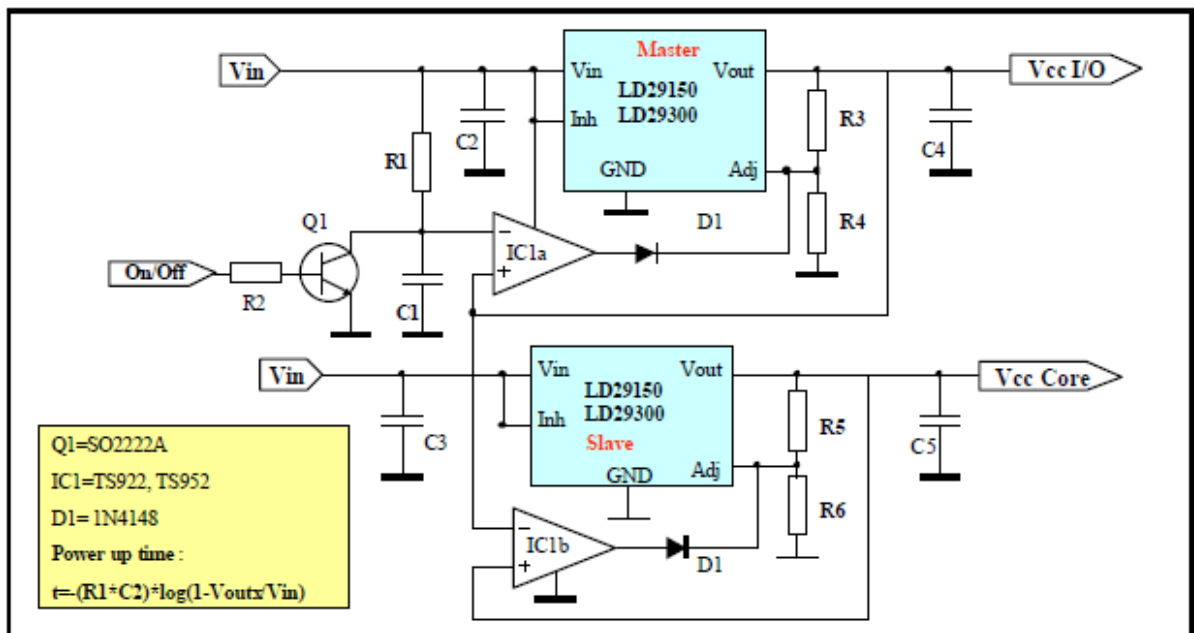 Master
Vin
Vin
Vout
Vcc I/O
LD29150
LD29300
Inh
R3
C2
C4
R1
GND
Adj
Q1
D1
R4
IC1a
On/Off
R2
C1
Vin
Vin
Vout
Vcc Core
LD29150
LD29300
Inh
R5
C3
Slave
C5
GND
Adj
R6
IC1b
D1
Q1=SO2222A
IC1=TS922, TS952
D1= 1N4148
Power up time :
t=-(R1*C2)*log(1-Voutx/Vin)